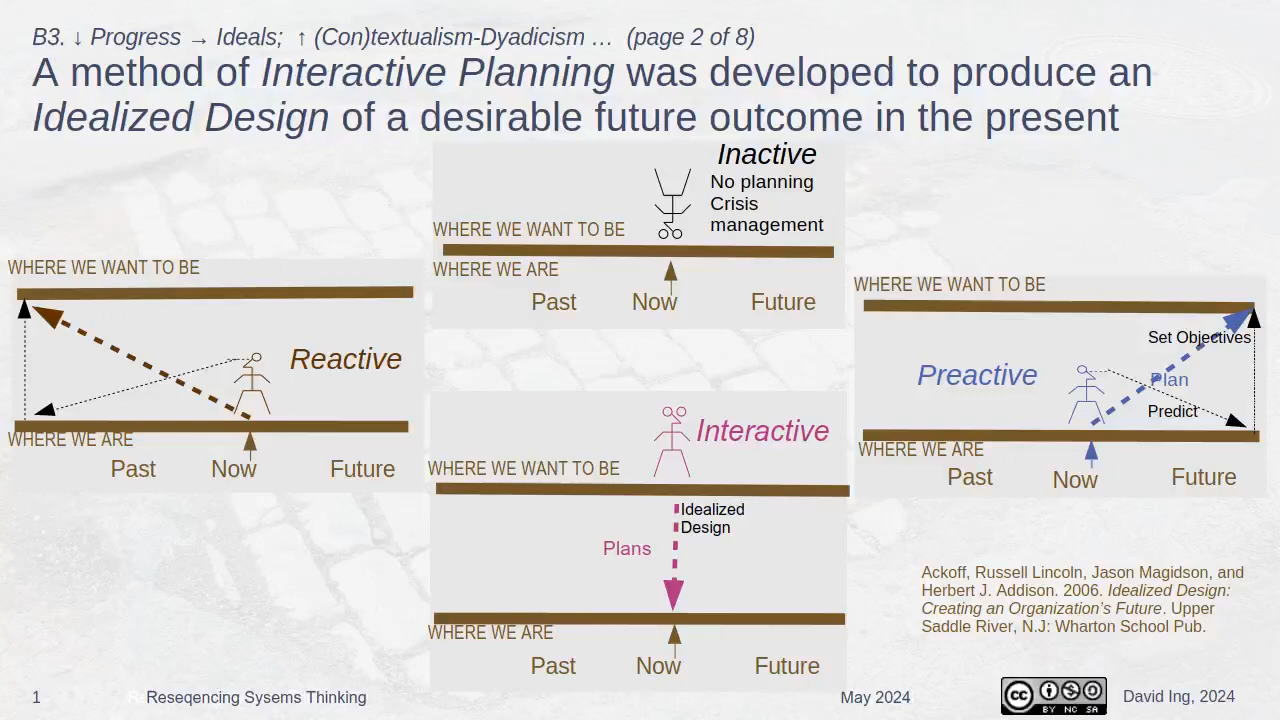 B3. ↓ Progress → Ideals; ↑ (Con)textualism-Dyadicism … (page 2 of 8)
A method of Interactive Planning was developed to produce an
Idealized Design of a desirable future outcome in the present
Inactive
No planning
Crisis
management
WHERE WE WANT TO BE
WHERE WE ARE
Past Now Future
WHERE WE WANT TO BE
Reactive
WHERE WE ARE
Past Now Future
WHERE WE WANT TO BE
Set Objectives
Preactive
Plan
Predict
WHERE WE ARE
Past Now Future
Interactive
WHERE WE WANT TO BE
Idealized
Design
Plans
WHERE WE ARE
Past Now Future
Ackoff, Russell Lincoln, Jason Magidson, and
Herbert J. Addison. 2006. Idealized Design:
Creating an Organization’s Future. Upper
Saddle River, N.J: Wharton School Pub.
1
Reseqencing Sysems Thinking
May 2024
cc
BY NC SA
David Ing, 2024